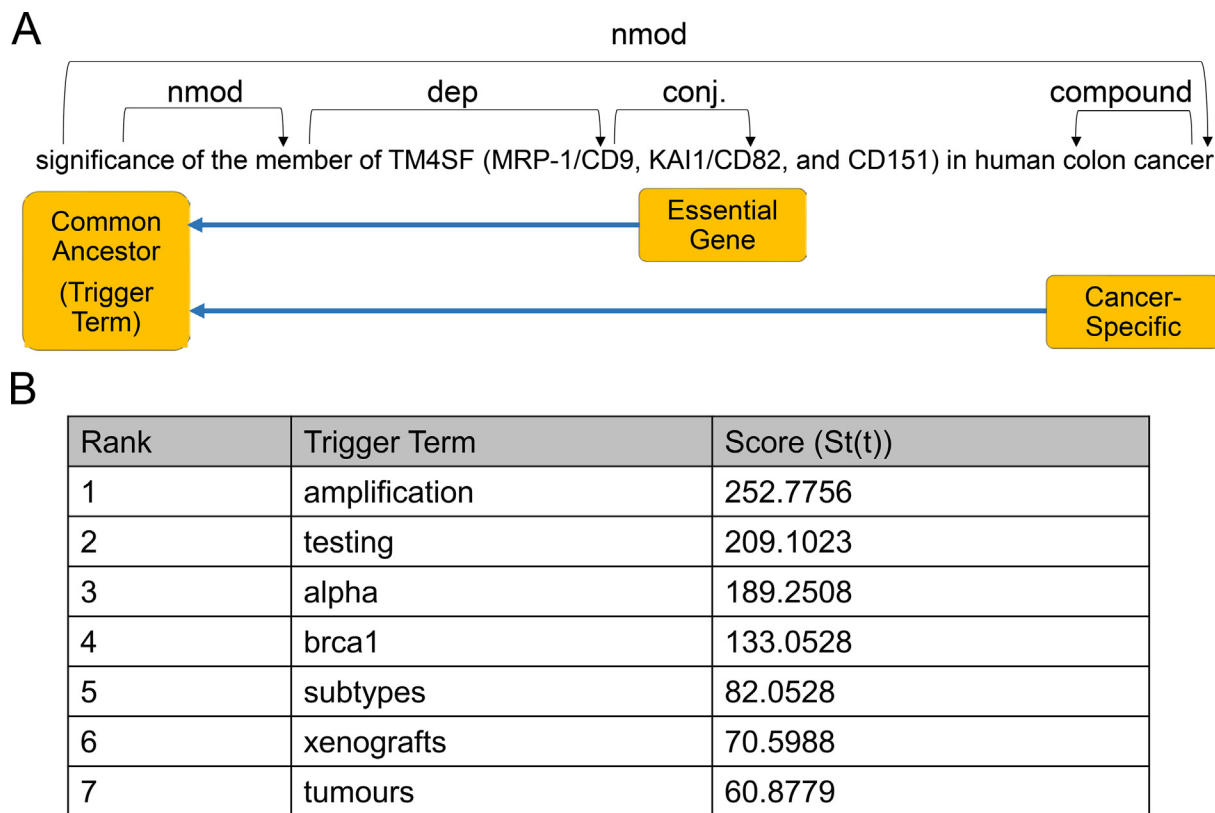 A
nmod
nmod dep conj. compound
significance of the member of TM4SF (MRP-1/CD9, KAI1/CD82, and CD151) in human colon cancer
Common
Ancestor
(Trigger
Term)
Essential
Gene
Cancer-
Specific
B
Rank Trigger Term Score (St(t))
1 amplification 252.7756
2 testing 209.1023
3 alpha 189.2508
4 brca1 133.0528
5 subtypes 82.0528
6 xenografts 70.5988
7 tumours 60.8779